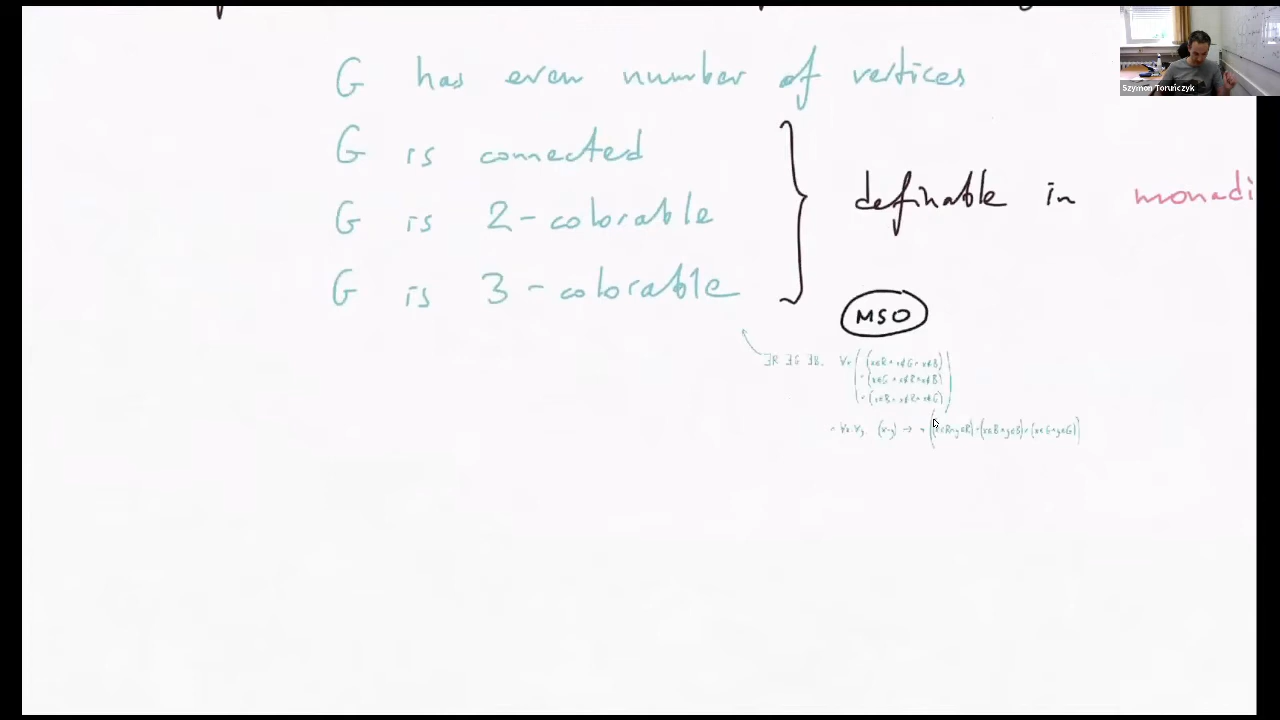 Szymon Toruńczyk
G has even number of vertices
G is connected
G is 2-colorable
G is 3-colorable
definable in monadi
MSO
∃R ∃G ∃B. ∀x ( (x∈R ∧ x∉G ∧ x∉B)
(x∈G ∧ x∉R ∧ x∉B)
(x∈B ∧ x∉R ∧ x∉G) )
∧ ∀x.∀y. (x-y) → ¬ ( (x∈R∧y∈R) ∨ (x∈B∧y∈B) ∨ (x∈G∧y∈G) )